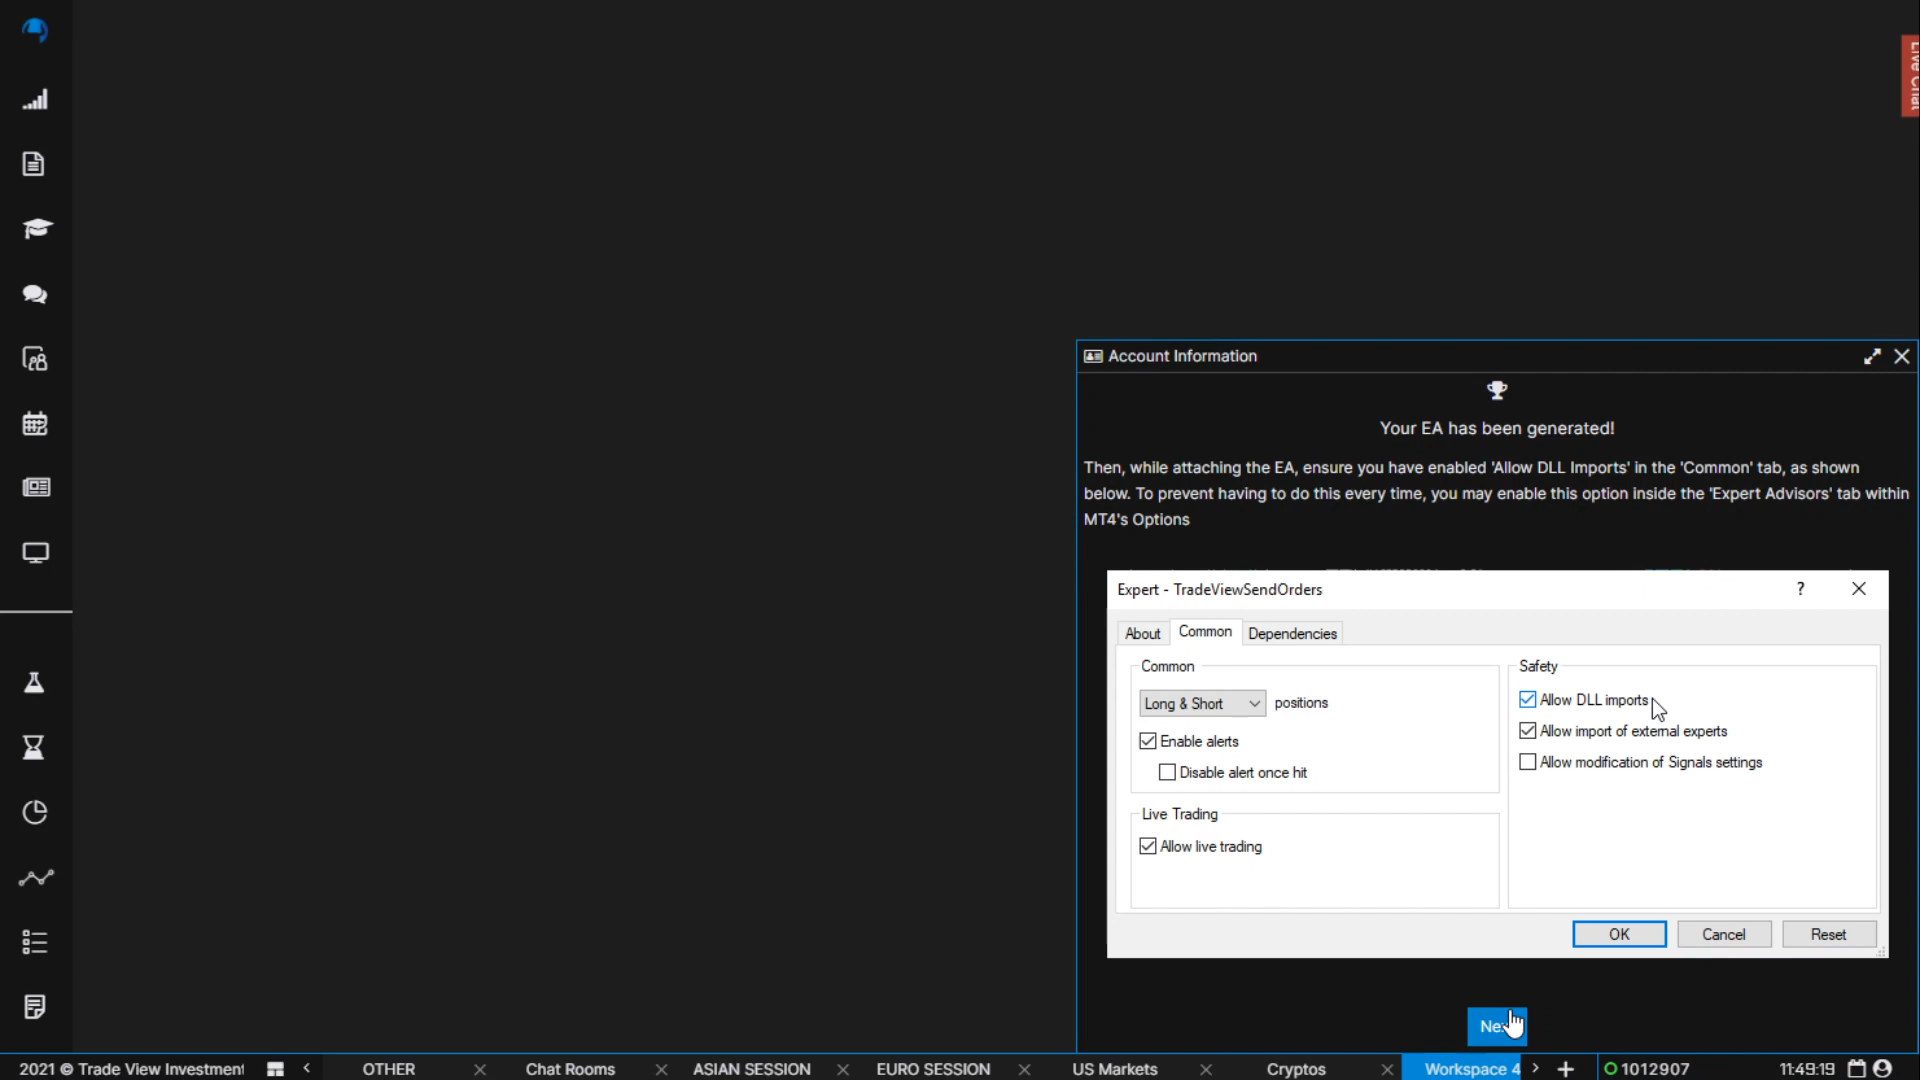 Live Chat
Account Information
Your EA has been generated!
Then, while attaching the EA, ensure you have enabled 'Allow DLL Imports' in the 'Common' tab, as shown
below. To prevent having to do this every time, you may enable this option inside the 'Expert Advisors' tab within
MT4's Options
Expert - TradeViewSendOrders
?
About
Common
Dependencies
Common
Long & Short
positions
Enable alerts
Disable alert once hit
Live Trading
Allow live trading
Safety
Allow DLL imports
Allow import of external experts
Allow modification of Signals settings
OK
Cancel
Reset
2021 © Trade View Investment
OTHER
Chat Rooms
ASIAN SESSION
EURO SESSION
US Markets
Cryptos
Workspace 4
1012907
11:49:19